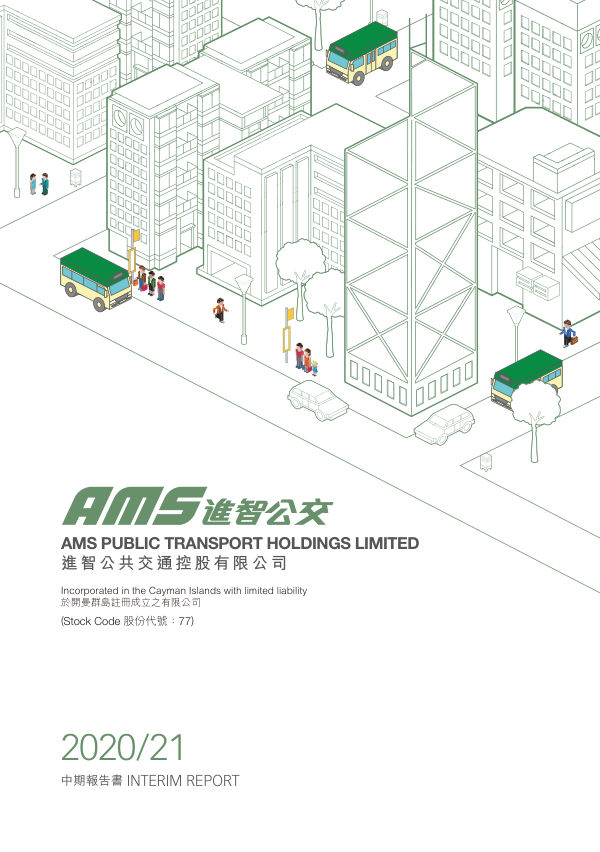 AMS 進智公交
AMS PUBLIC TRANSPORT HOLDINGS LIMITED
進智公共交通控股有限公司
Incorporated in the Cayman Islands with limited liability
於開曼群島註冊成立之有限公司
(Stock Code 股份代號：77)
2020/21
中期報告書 INTERIM REPORT